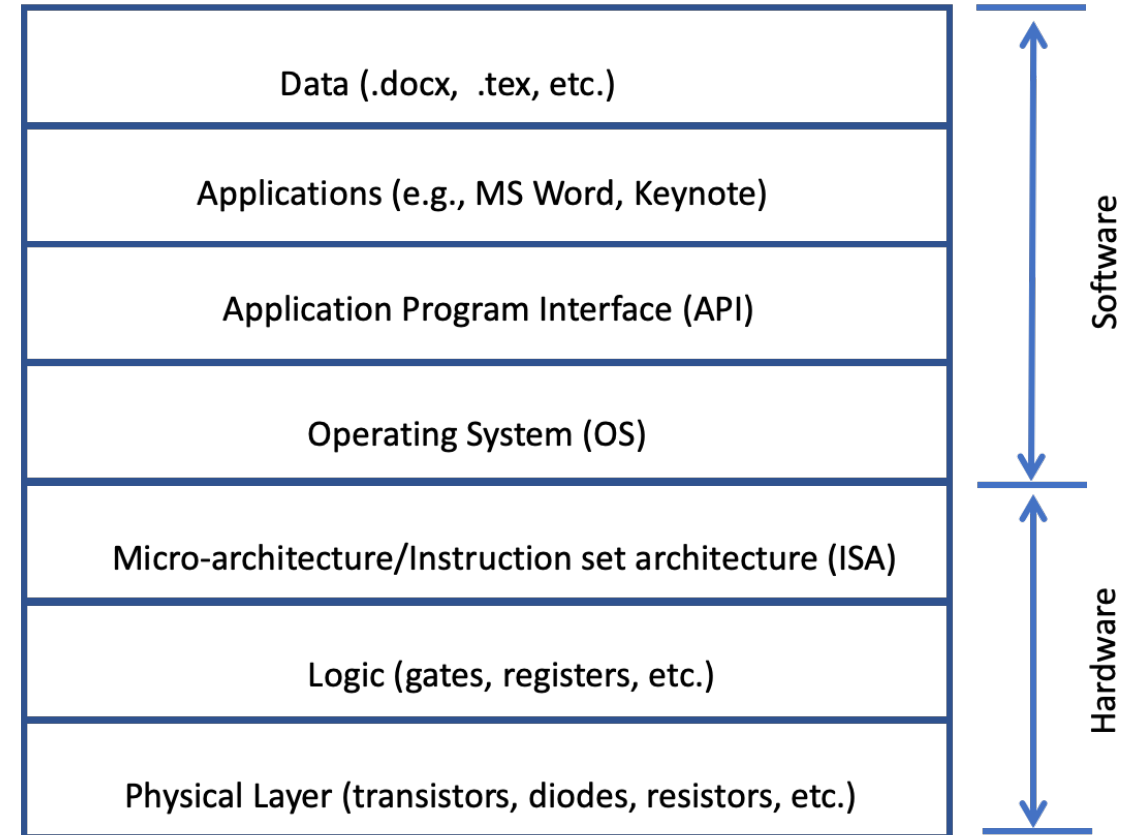 Data (.docx,  .tex, etc.)
Applications (e.g., MS Word, Keynote)
Application Program Interface (API)
Operating System (OS)
Software
Micro-architecture/Instruction set architecture (ISA)
Logic (gates, registers, etc.)
Physical Layer (transistors, diodes, resistors, etc.)
Hardware